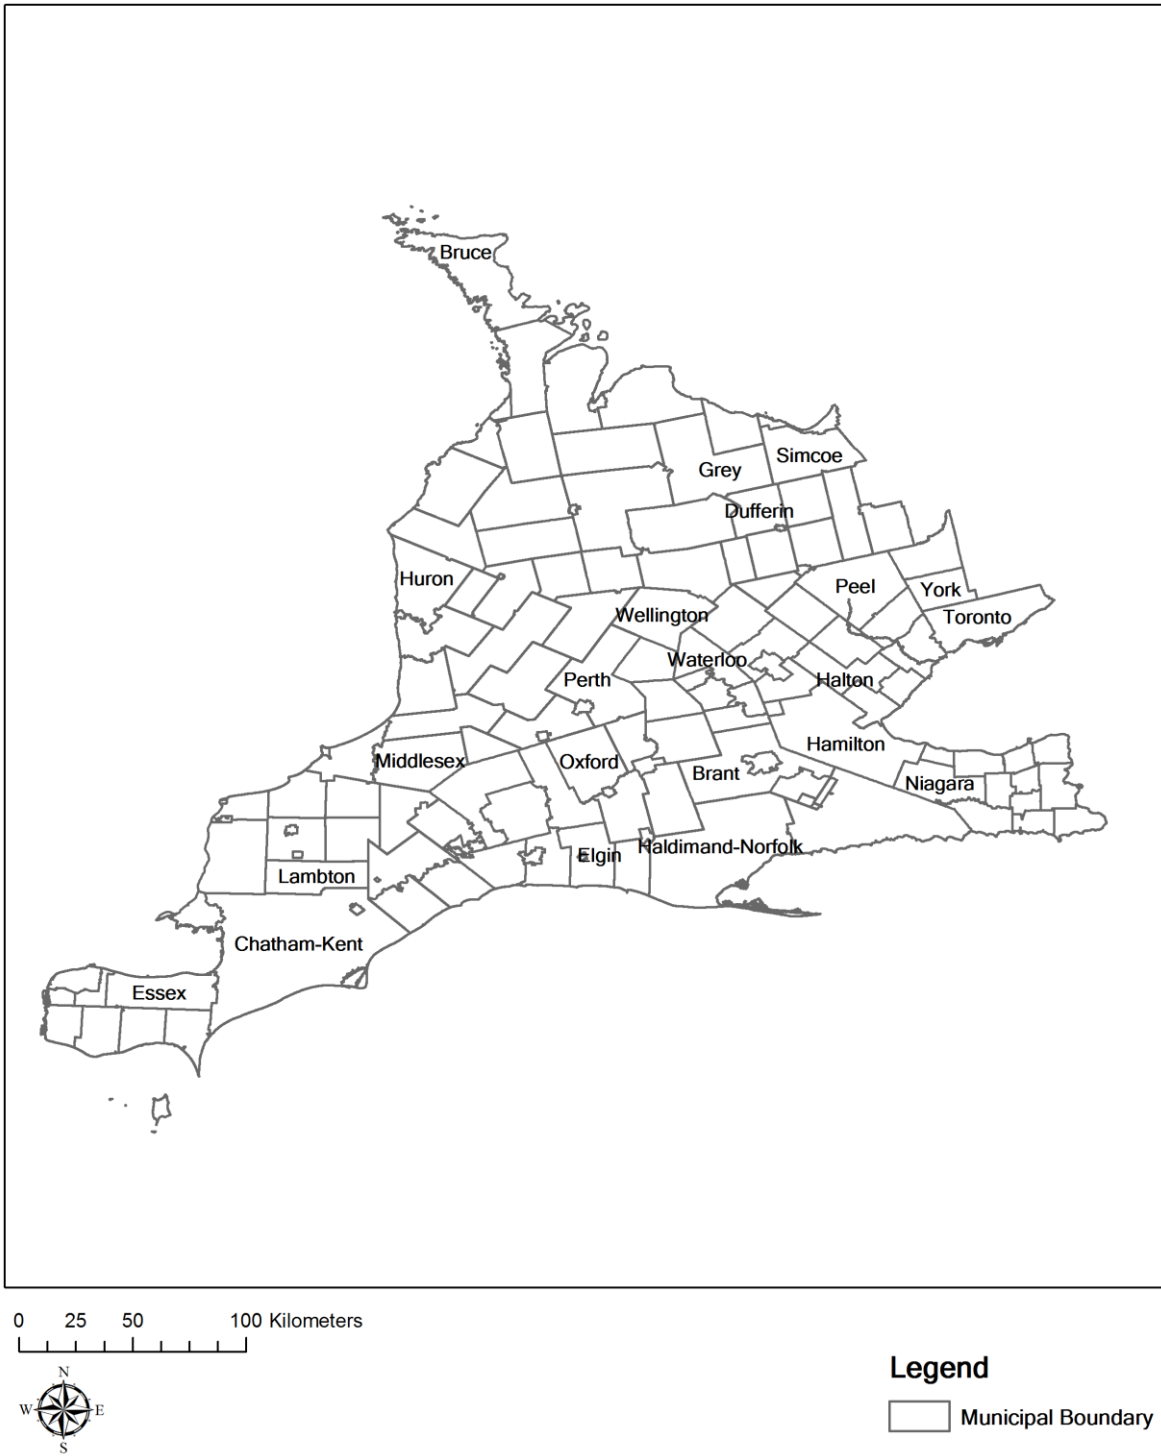 Bruce
Simcoe
Grey
Dufferin
Huron
Peel
York
Wellington
Toronto
Waterloo
Perth
Halton
Hamilton
Middlesex
Oxford
Brant
Niagara
Haldimand-Norfolk
Elgin
Lambton
Chatham-Kent
Essex
0 25 50 100 Kilometers
N
W E
S
Legend
Municipal Boundary